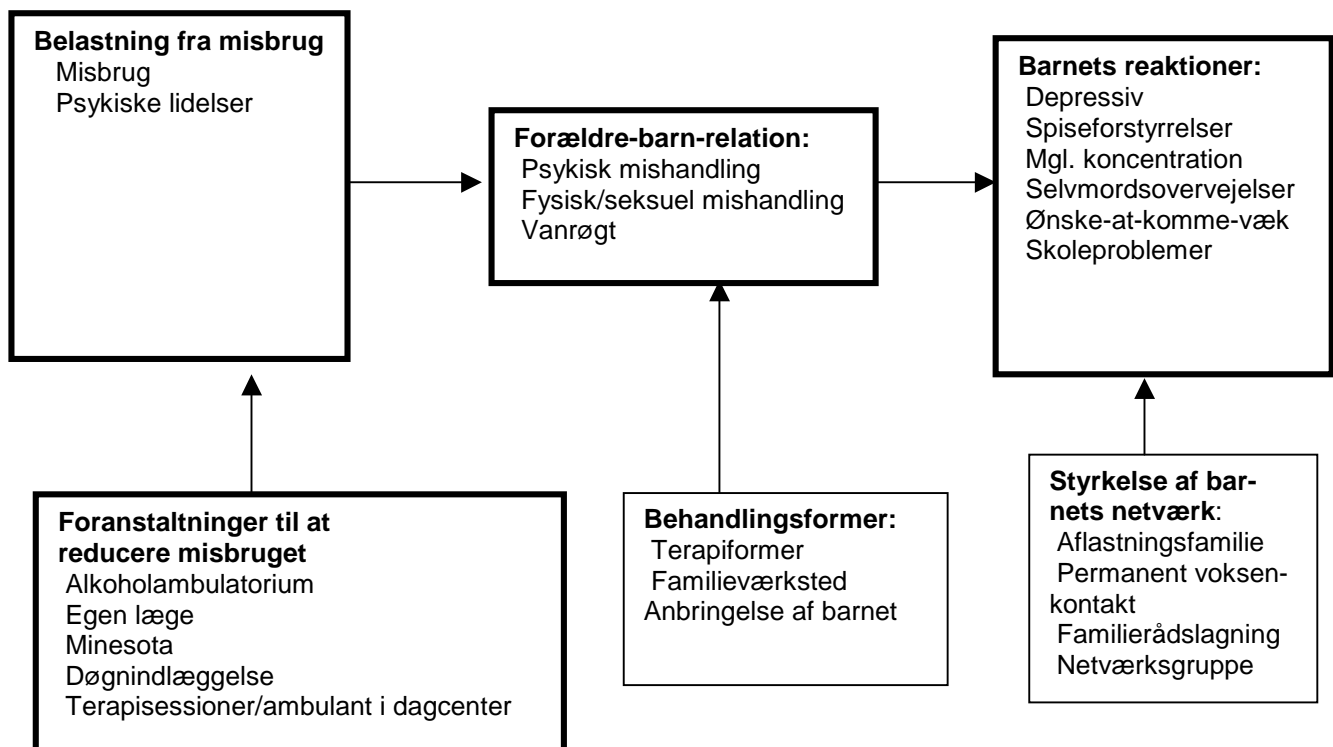 Belastning fra misbrug
Misbrug
Psykiske lidelser
Forældre-barn-relation:
Psykisk mishandling
Fysisk/seksuel mishandling
Vanrøgt
Barnets reaktioner:
Depressiv
Spiseforstyrrelser
Mgl. koncentration
Selvmordsovervejelser
Ønske-at-komme-væk
Skoleproblemer
Foranstaltninger til at
reducere misbruget
Alkoholambulatorium
Egen læge
Minesota
Døgnindlæggelse
Terapisessioner/ambulant i dagcenter
Behandlingsformer:
Terapiformer
Familieværksted
Anbringelse af barnet
Styrkelse af bar-
nets netværk:
Aflastningsfamilie
Permanent voksen-
kontakt
Familierådslagning
Netværksgruppe